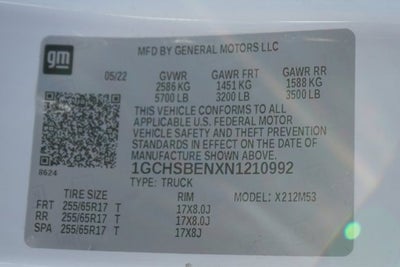 gm
MFD BY GENERAL MOTORS LLC
05/22 GVWR GAWR FRT GAWR RR
2586 KG 1451 KG 1588 KG
5700 LB 3200 LB 3500 LB
THIS VEHICLE CONFORMS TO ALL
APPLICABLE U.S. FEDERAL MOTOR
VEHICLE SAFETY AND THEFT PREVENTION
STANDARDS IN EFFECT ON THE DATE OF
MANUFACTURE SHOWN ABOVE.
8624
1GCHSBENXN1210992
TYPE: TRUCK MODEL: X212M53
TIRE SIZE RIM
FRT 255/65R17 T 17X8.0J
RR 255/65R17 T 17X8.0J
SPA 255/65R17 T 17X8J